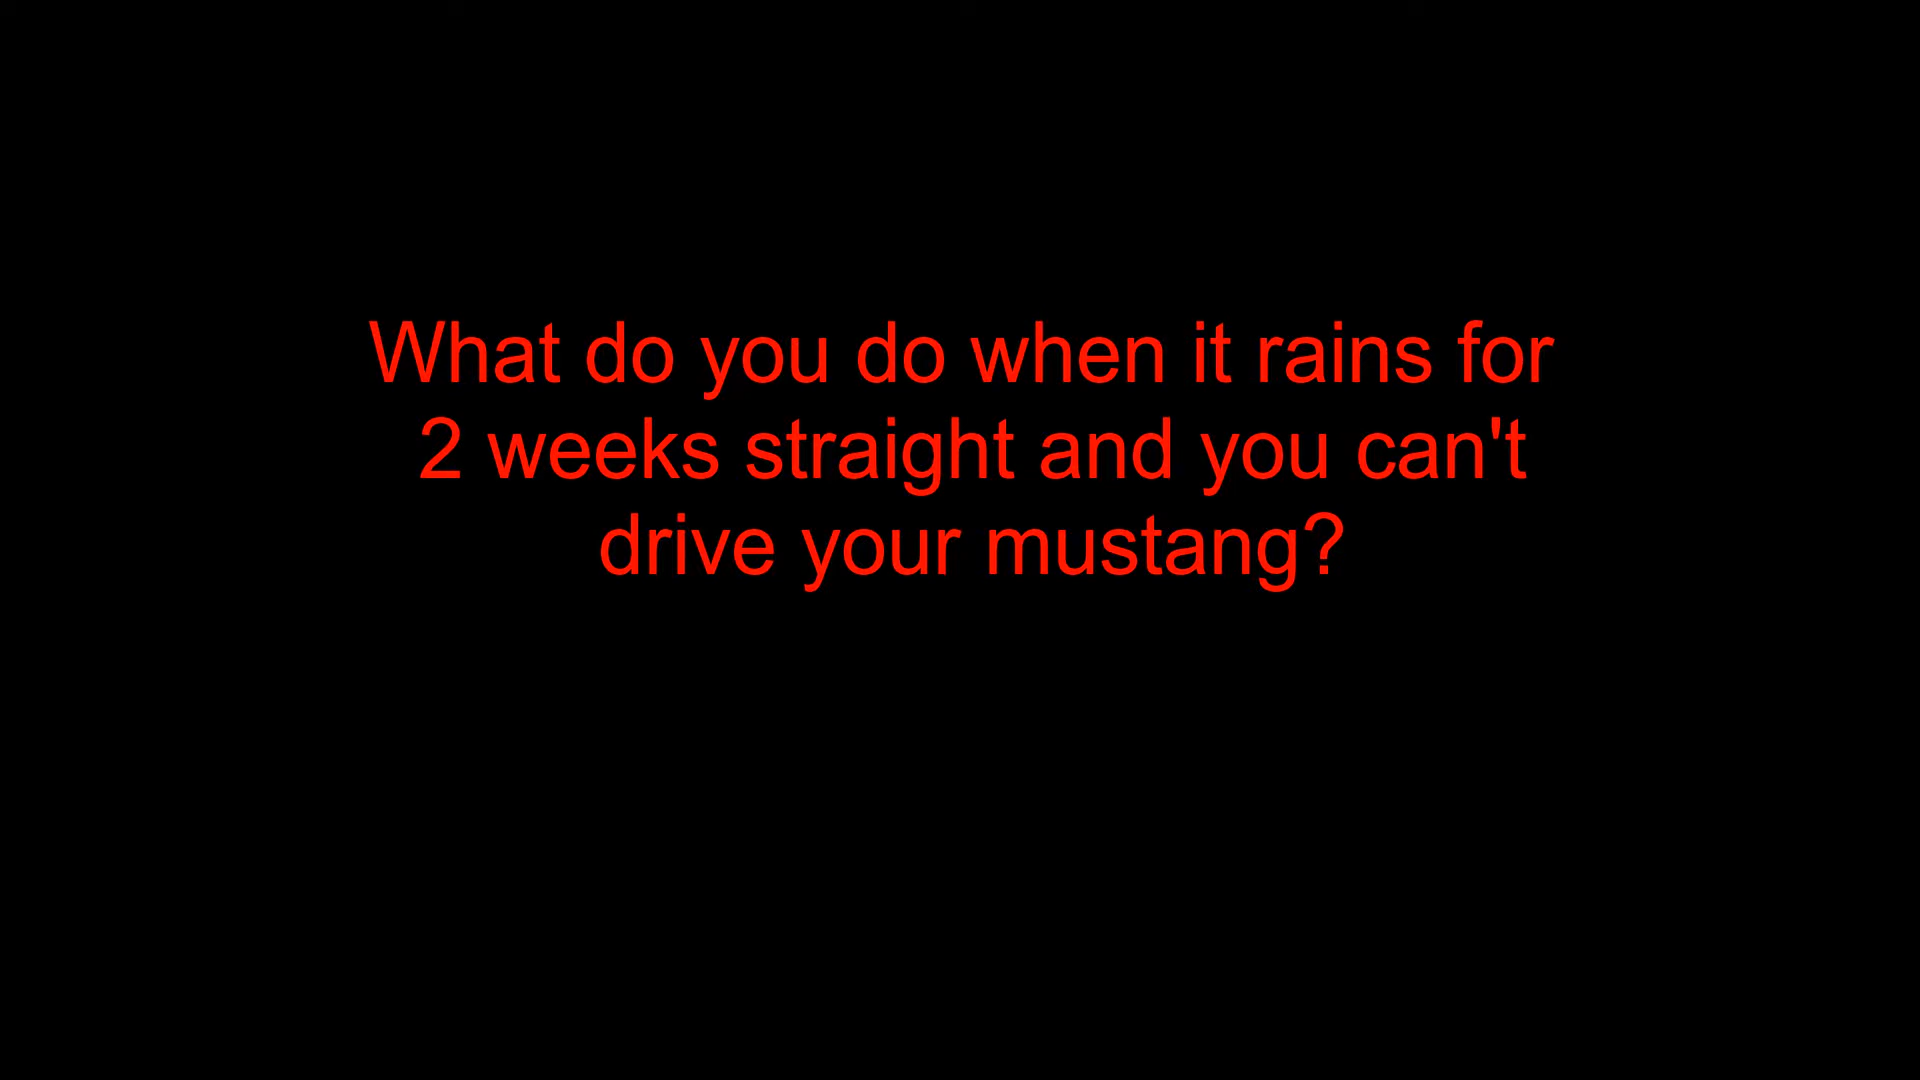 What do you do when it rains for
2 weeks straight and you can't
drive your mustang?